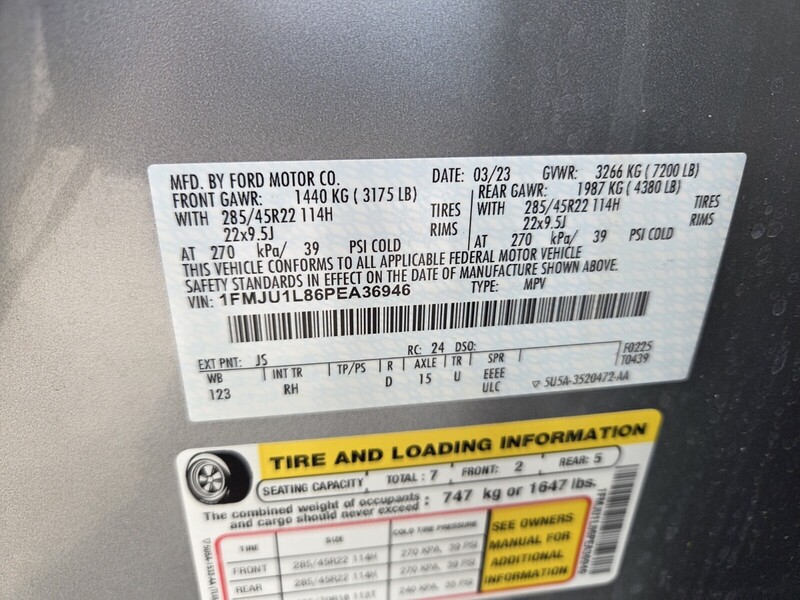 MFD. BY FORD MOTOR CO. DATE: 03/23 GVWR: 3266 KG ( 7200 LB)
FRONT GAWR: 1440 KG ( 3175 LB) REAR GAWR: 1987 KG ( 4380 LB)
WITH 285/45R22 114H TIRES WITH 285/45R22 114H TIRES
22x9.5J RIMS 22x9.5J RIMS
AT 270 kPa/ 39 PSI COLD AT 270 kPa/ 39 PSI COLD
THIS VEHICLE CONFORMS TO ALL APPLICABLE FEDERAL MOTOR VEHICLE
SAFETY STANDARDS IN EFFECT ON THE DATE OF MANUFACTURE SHOWN ABOVE.
VIN: 1FMJU1L86PEA36946 TYPE: MPV
EXT PNT: JS RC: 24 DSO: F0225
T0439
WB INT TR TP/PS R AXLE TR SPR
123 RH D 15 U EEEE
ULC 5U5A-3520472-AA
TIRE AND LOADING INFORMATION
SEATING CAPACITY TOTAL : 7 FRONT: 2 REAR: 5
The combined weight of occupants
and cargo should never exceed : 747 kg or 1647 lbs.
TIRE SIZE COLD TIRE PRESSURE
FRONT 285/45R22 114H 270 KPA, 39 PSI
REAR 285/45R22 114H 270 KPA, 39 PSI
SEE OWNERS
MANUAL FOR
ADDITIONAL
INFORMATION